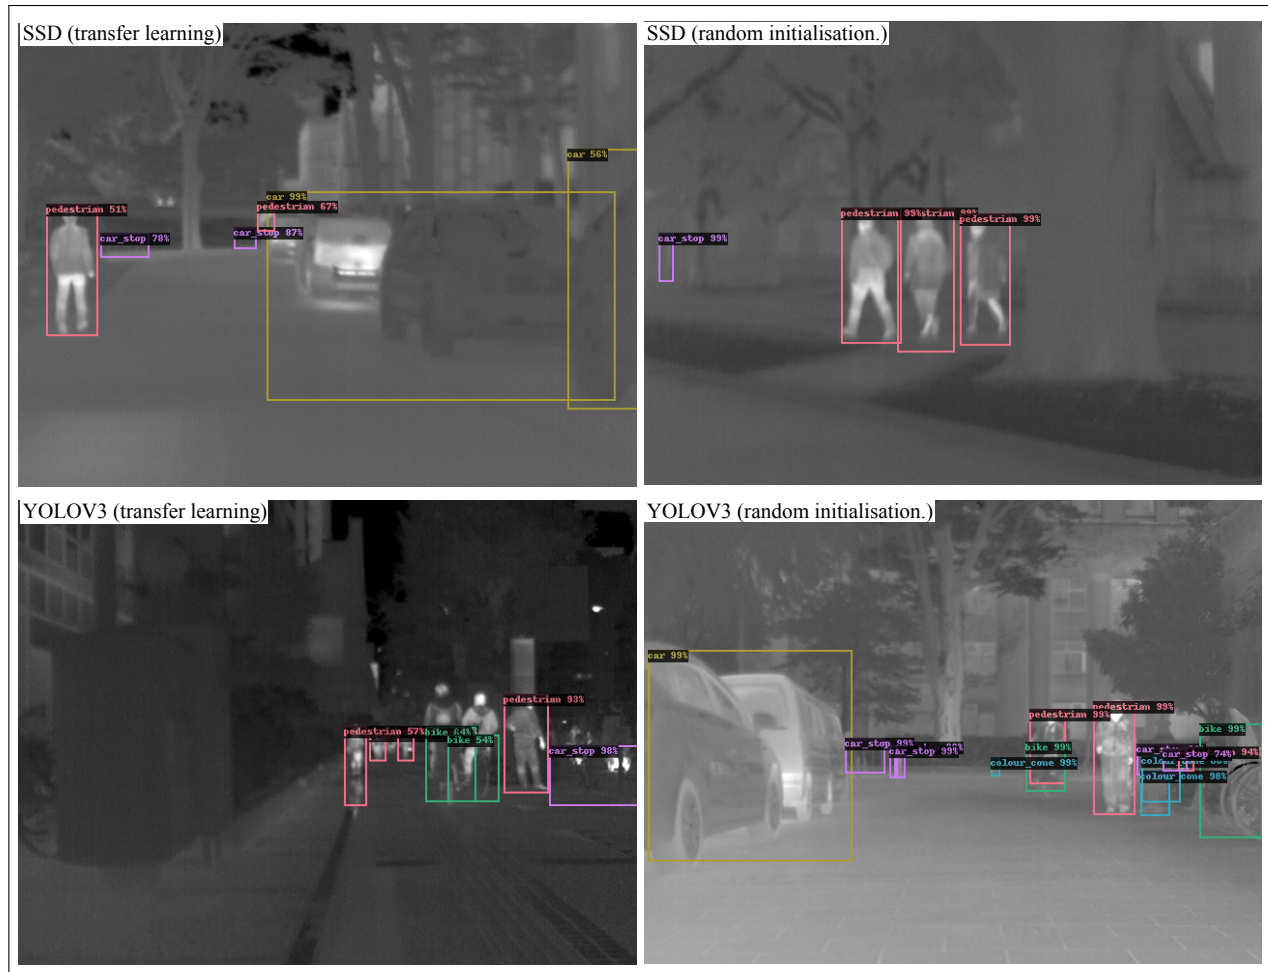 SSD (transfer learning)
SSD (random initialisation.)
car 56%
car 99%
pedestrian 51%
pedestrian 67%
car_stop 78%
car_stop 87%
pedestrian 99%
pedestrian 99%
car_stop 99%
YOLOV3 (transfer learning)
YOLOV3 (random initialisation.)
pedestrian 93%
pedestrian 57%
bike 64%
bike 54%
car_stop 98%
car 99%
pedestrian 99%
pedestrian 99%
bike 99%
car_stop 99%
car_stop 99%
bike 99%
car_stop 74%
94%
colour_cone 99%
colour_cone 98%